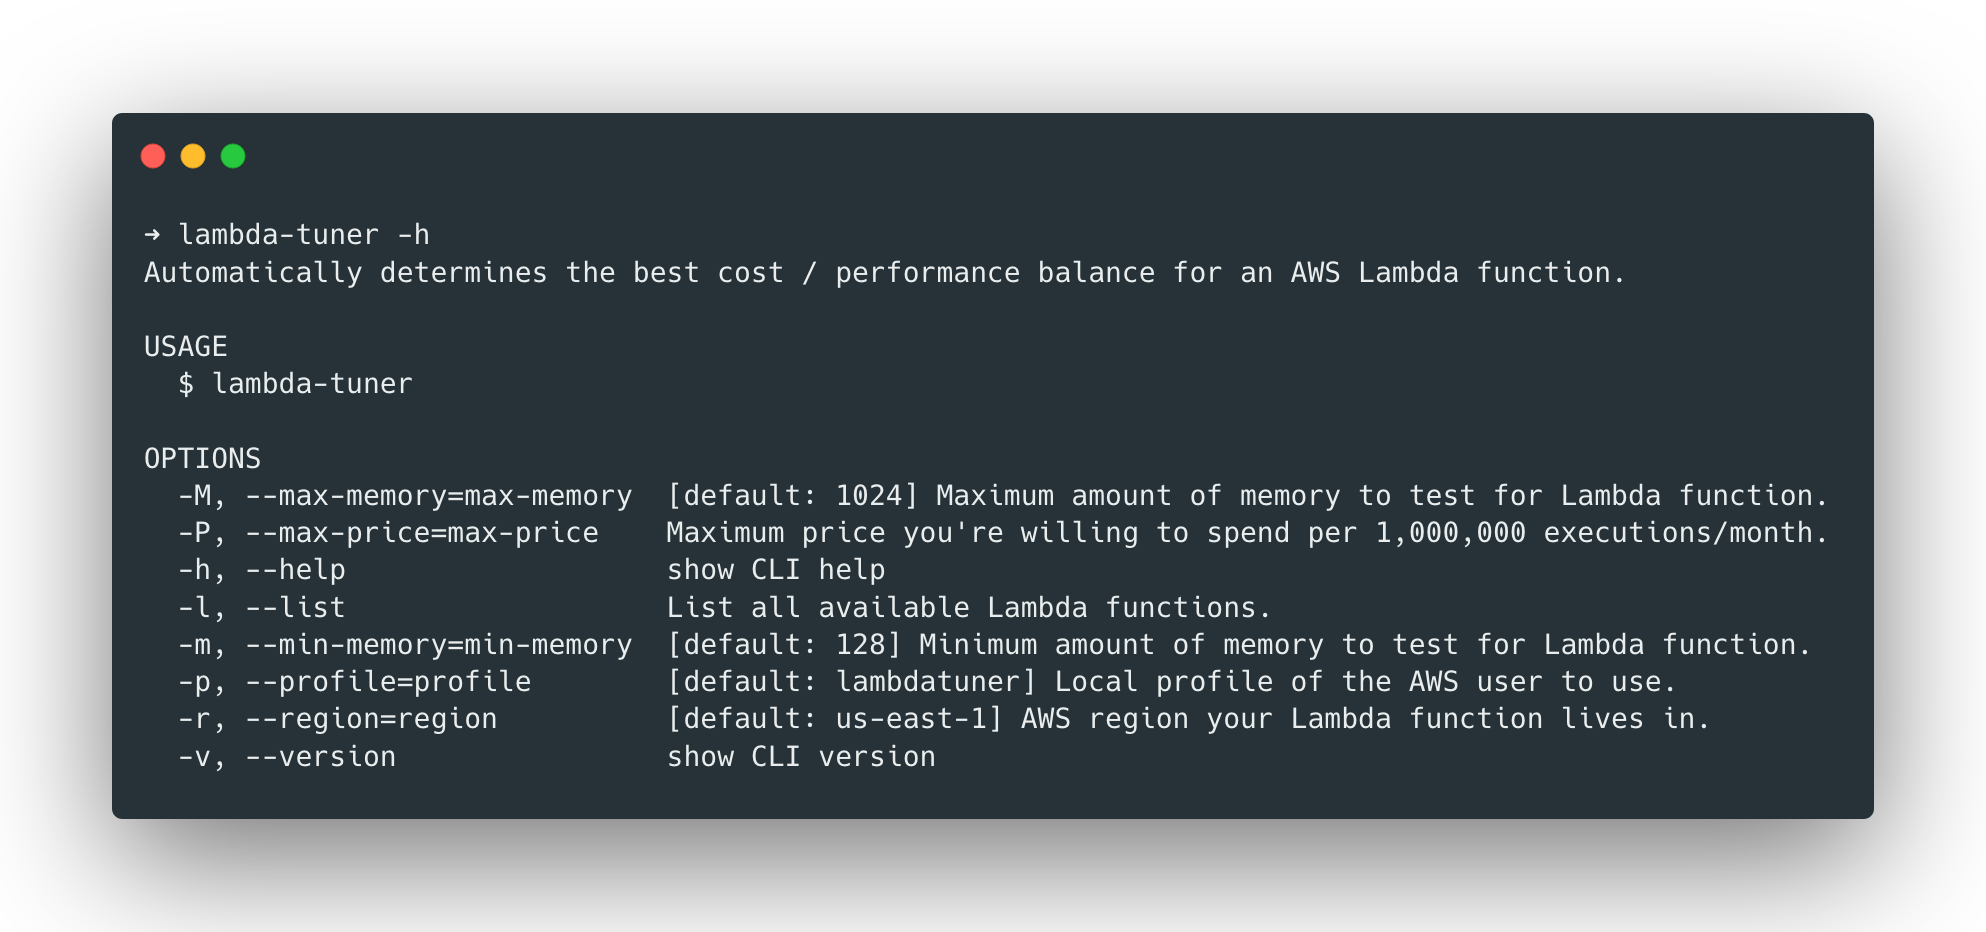 ➜ lambda-tuner -h
Automatically determines the best cost / performance balance for an AWS Lambda function.
USAGE
$ lambda-tuner
OPTIONS
-M, --max-memory=max-memory  [default: 1024] Maximum amount of memory to test for Lambda function.
-P, --max-price=max-price    Maximum price you're willing to spend per 1,000,000 executions/month.
-h, --help                   show CLI help
-l, --list                   List all available Lambda functions.
-m, --min-memory=min-memory  [default: 128] Minimum amount of memory to test for Lambda function.
-p, --profile=profile        [default: lambdatuner] Local profile of the AWS user to use.
-r, --region=region          [default: us-east-1] AWS region your Lambda function lives in.
-v, --version                show CLI version